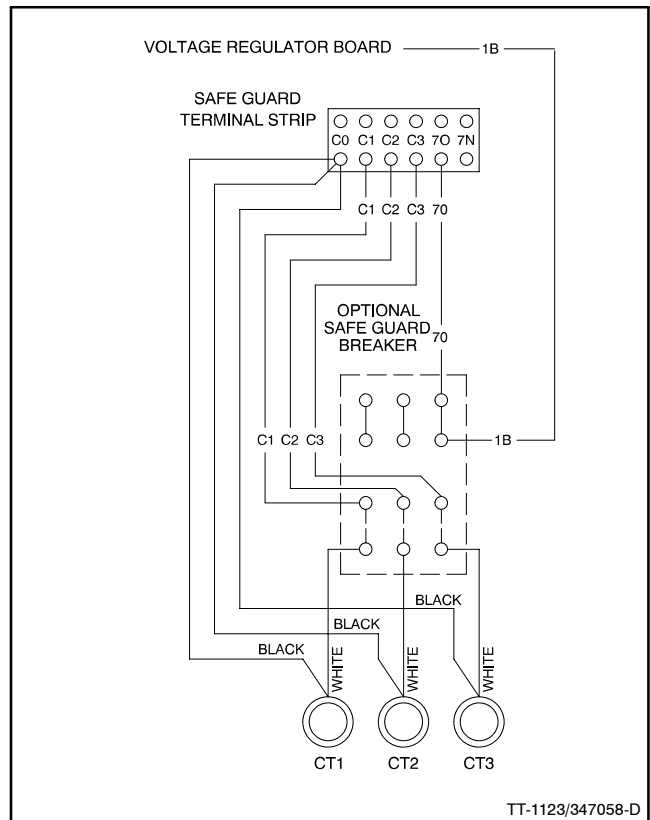 VOLTAGE REGULATOR BOARD
1B
SAFE GUARD
TERMINAL STRIP
C0 C1 C2 C3 7O 7N
C1 C2 C3 70
OPTIONAL
SAFE GUARD
BREAKER
70
C1 C2 C3
1B
BLACK
BLACK
BLACK
WHITE
WHITE
WHITE
CT1 CT2 CT3
TT-1123/347058-D